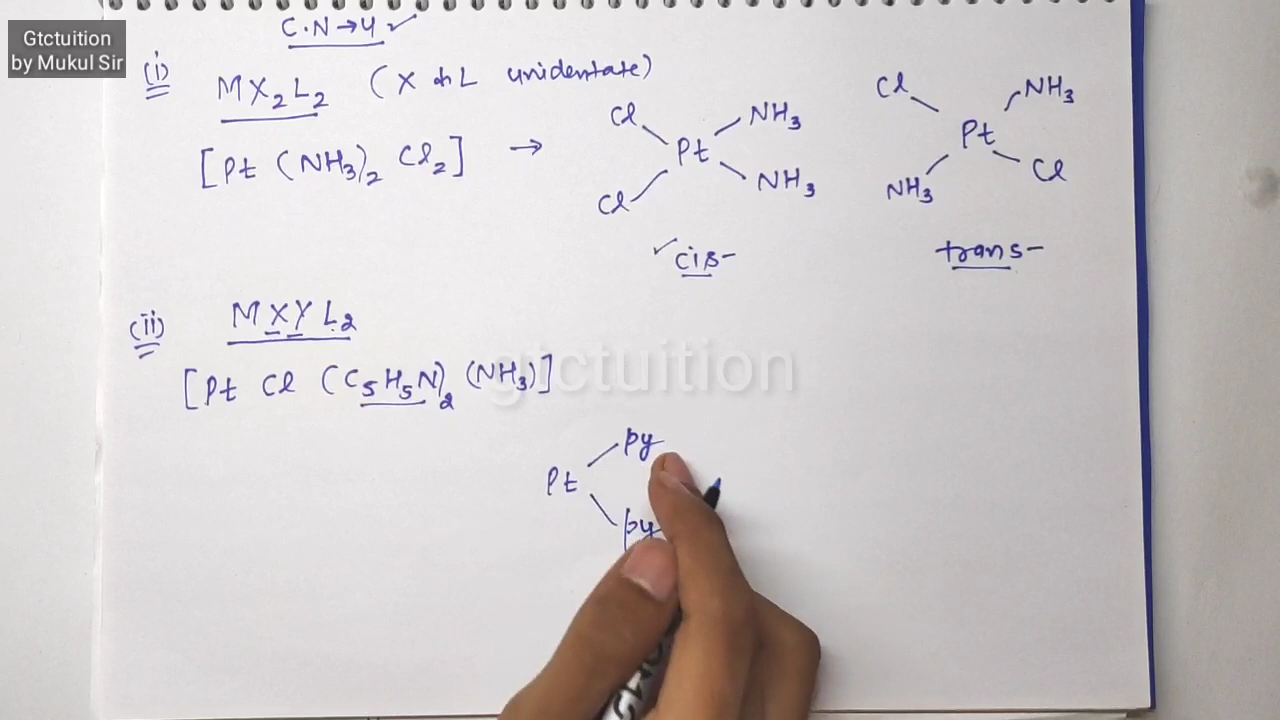 Gtctuition
by Mukul Sir
C.N → 4 ✓
(i) MX₂L₂ (X & L unidentate)
[Pt (NH₃)₂ Cl₂] →
Cl NH₃
Pt
Cl NH₃
✓ cis-
Cl NH₃
Pt
NH₃ Cl
trans-
(ii) MXYL₂
[Pt Cl (C₅H₅N)₂ (NH₃)]
gtctuition
py
Pt
py